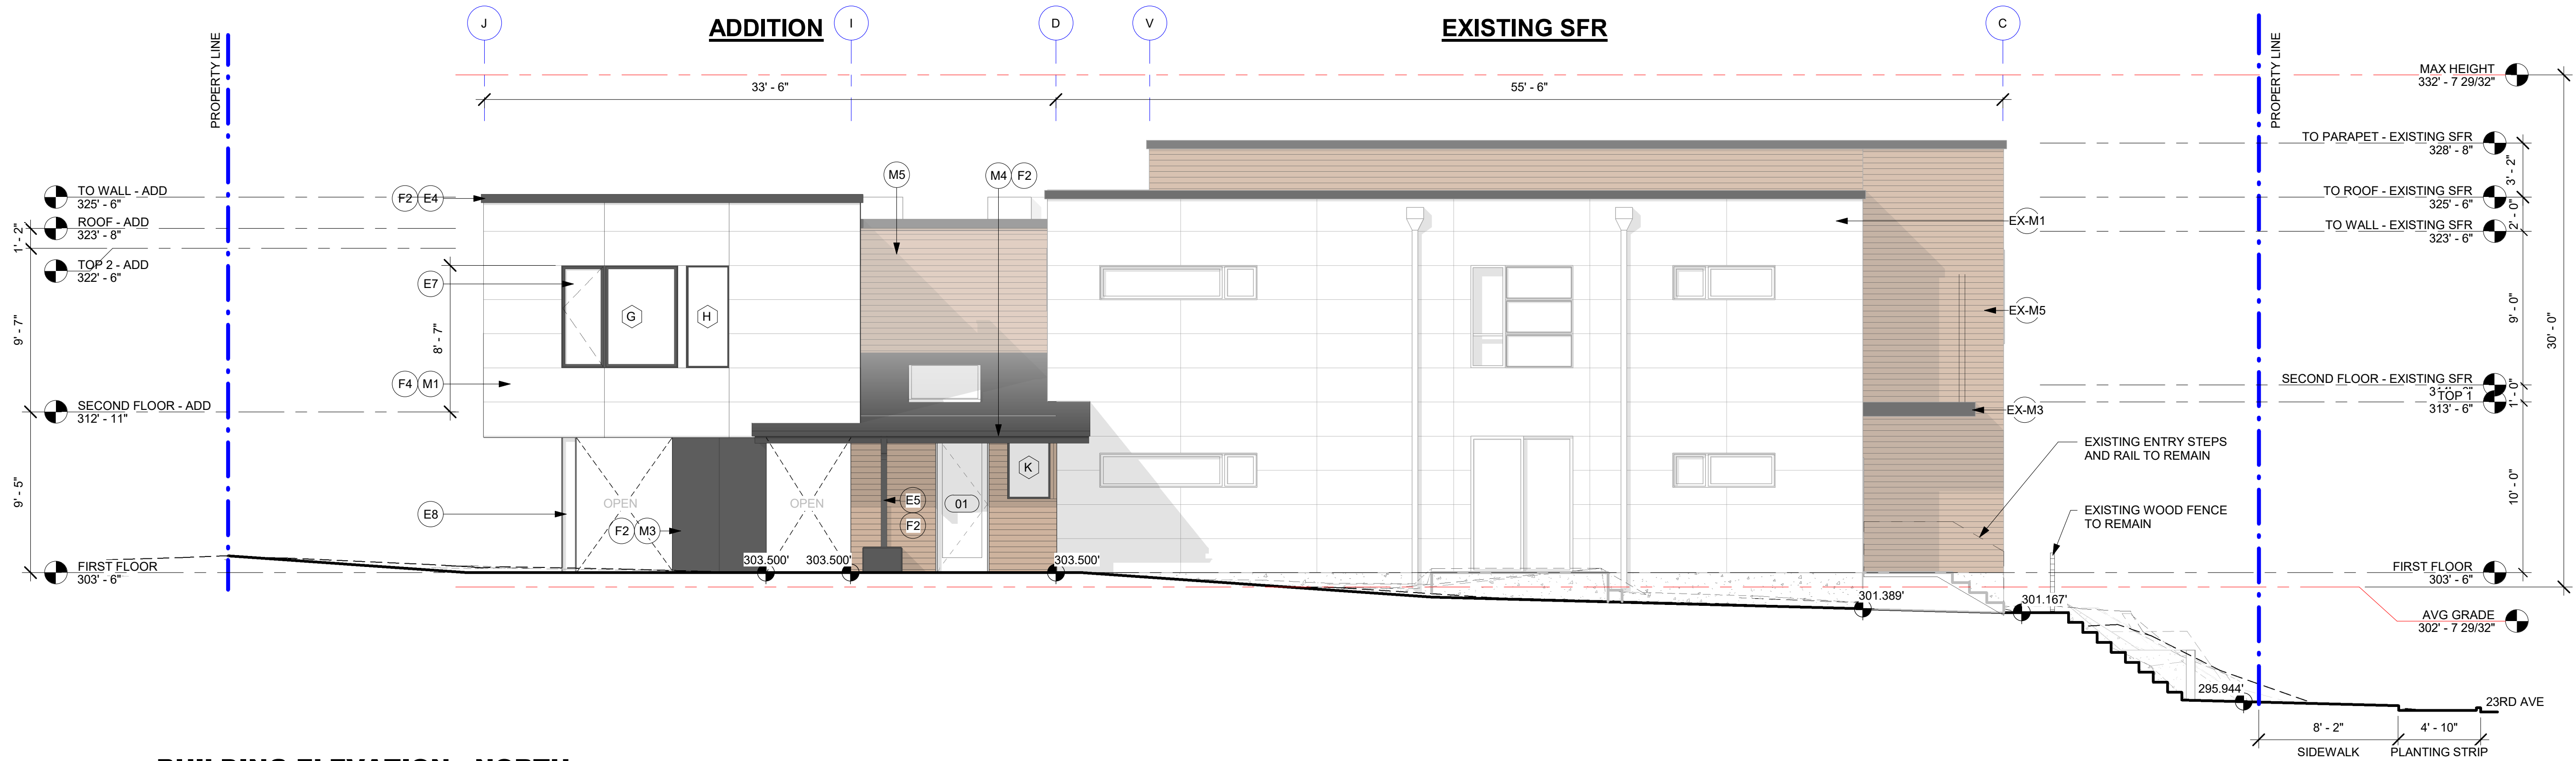 J
ADDITION
I
D
V
EXISTING SFR
C
PROPERTY LINE
PROPERTY LINE
33' - 6"
55' - 6"
MAX HEIGHT
332' - 7 29/32"
TO PARAPET - EXISTING SFR
328' - 8"
3' - 2"
TO WALL - ADD
325' - 6"
ROOF - ADD
323' - 8"
1' - 2"
TOP 2 - ADD
322' - 6"
F2
E4
M5
M4
F2
TO ROOF - EXISTING SFR
325' - 6"
2' - 0"
TO WALL - EXISTING SFR
323' - 6"
EX-M1
E7
G
H
8' - 7"
9' - 7"
EX-M5
9' - 0"
30' - 0"
F4
M1
SECOND FLOOR - ADD
312' - 11"
SECOND FLOOR - EXISTING SFR
TOP 1
313' - 6"
1' - 0"
EX-M3
EXISTING ENTRY STEPS
AND RAIL TO REMAIN
K
9' - 5"
OPEN
OPEN
E5
01
E8
F2
M3
F2
10' - 0"
EXISTING WOOD FENCE
TO REMAIN
303.500'
303.500'
303.500'
FIRST FLOOR
303' - 6"
FIRST FLOOR
303' - 6"
301.389'
301.167'
AVG GRADE
302' - 7 29/32"
295.944'
23RD AVE
8' - 2"
4' - 10"
SIDEWALK
PLANTING STRIP
BUILDING ELEVATION - NORTH